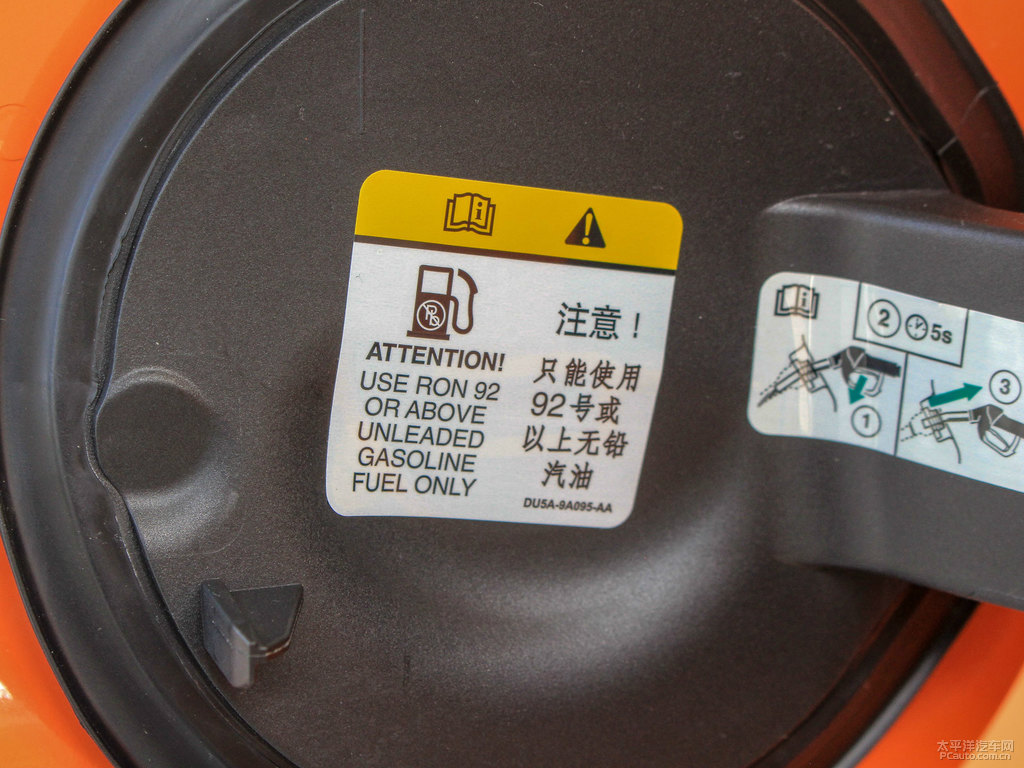 ATTENTION!
USE RON 92
OR ABOVE
UNLEADED
GASOLINE
FUEL ONLY
注意！
只能使用
92号或
以上无铅
汽油
DU5A-9A095-AA
2 5s
1
3
太平洋汽车网
PCauto.com.cn